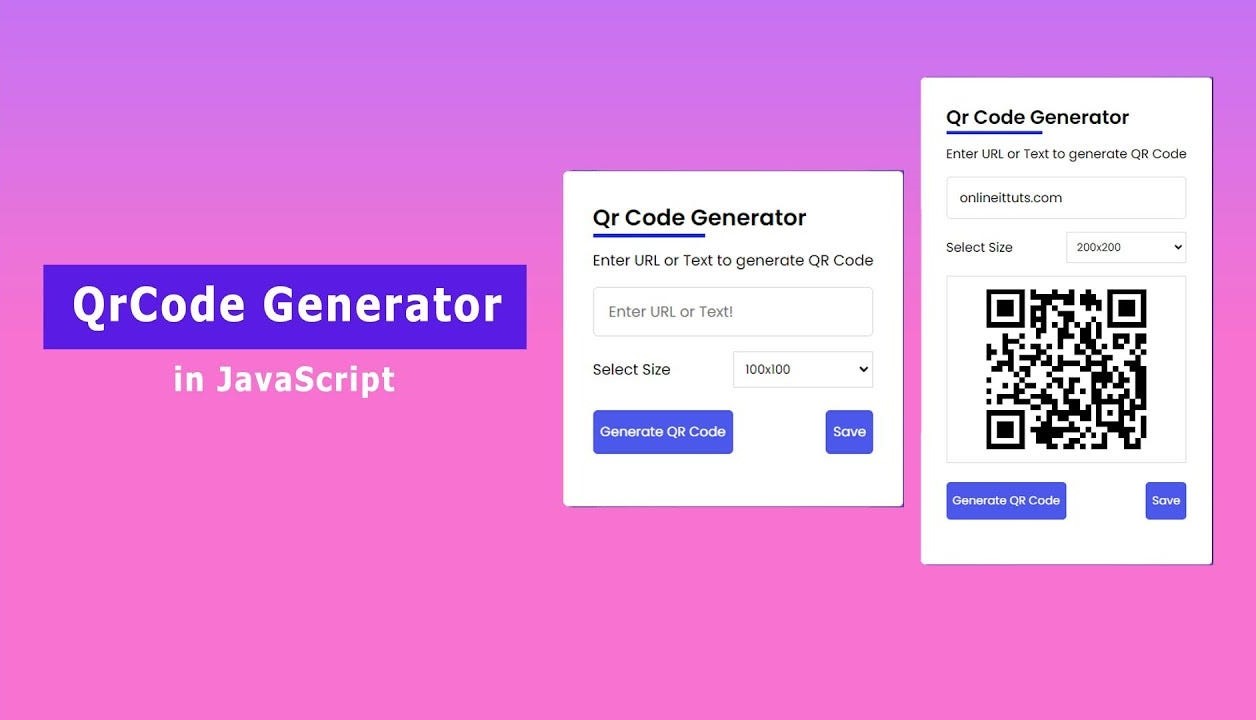 QrCode Generator
in JavaScript
Qr Code Generator
Enter URL or Text to generate QR Code
Enter URL or Text!
Select Size
100x100
Generate QR Code
Save
Qr Code Generator
Enter URL or Text to generate QR Code
onlineittuts.com
Select Size
200x200
Generate QR Code
Save